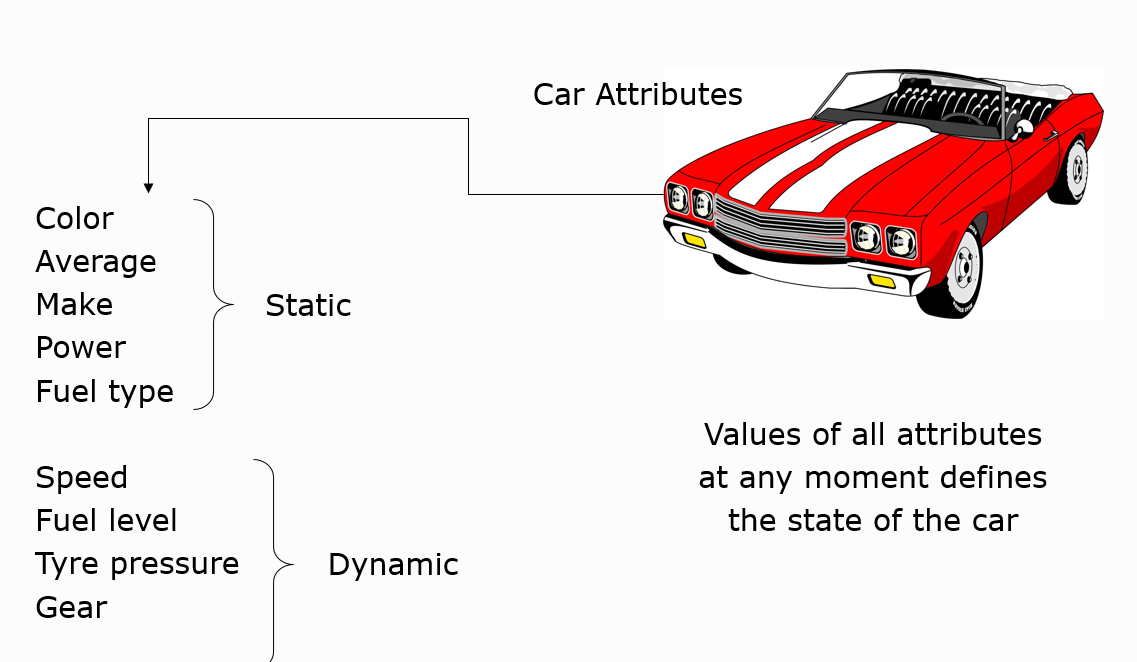 Car Attributes
Color
Average
Make
Power
Fuel type
Static
Speed
Fuel level
Tyre pressure
Gear
Dynamic
Values of all attributes
at any moment defines
the state of the car